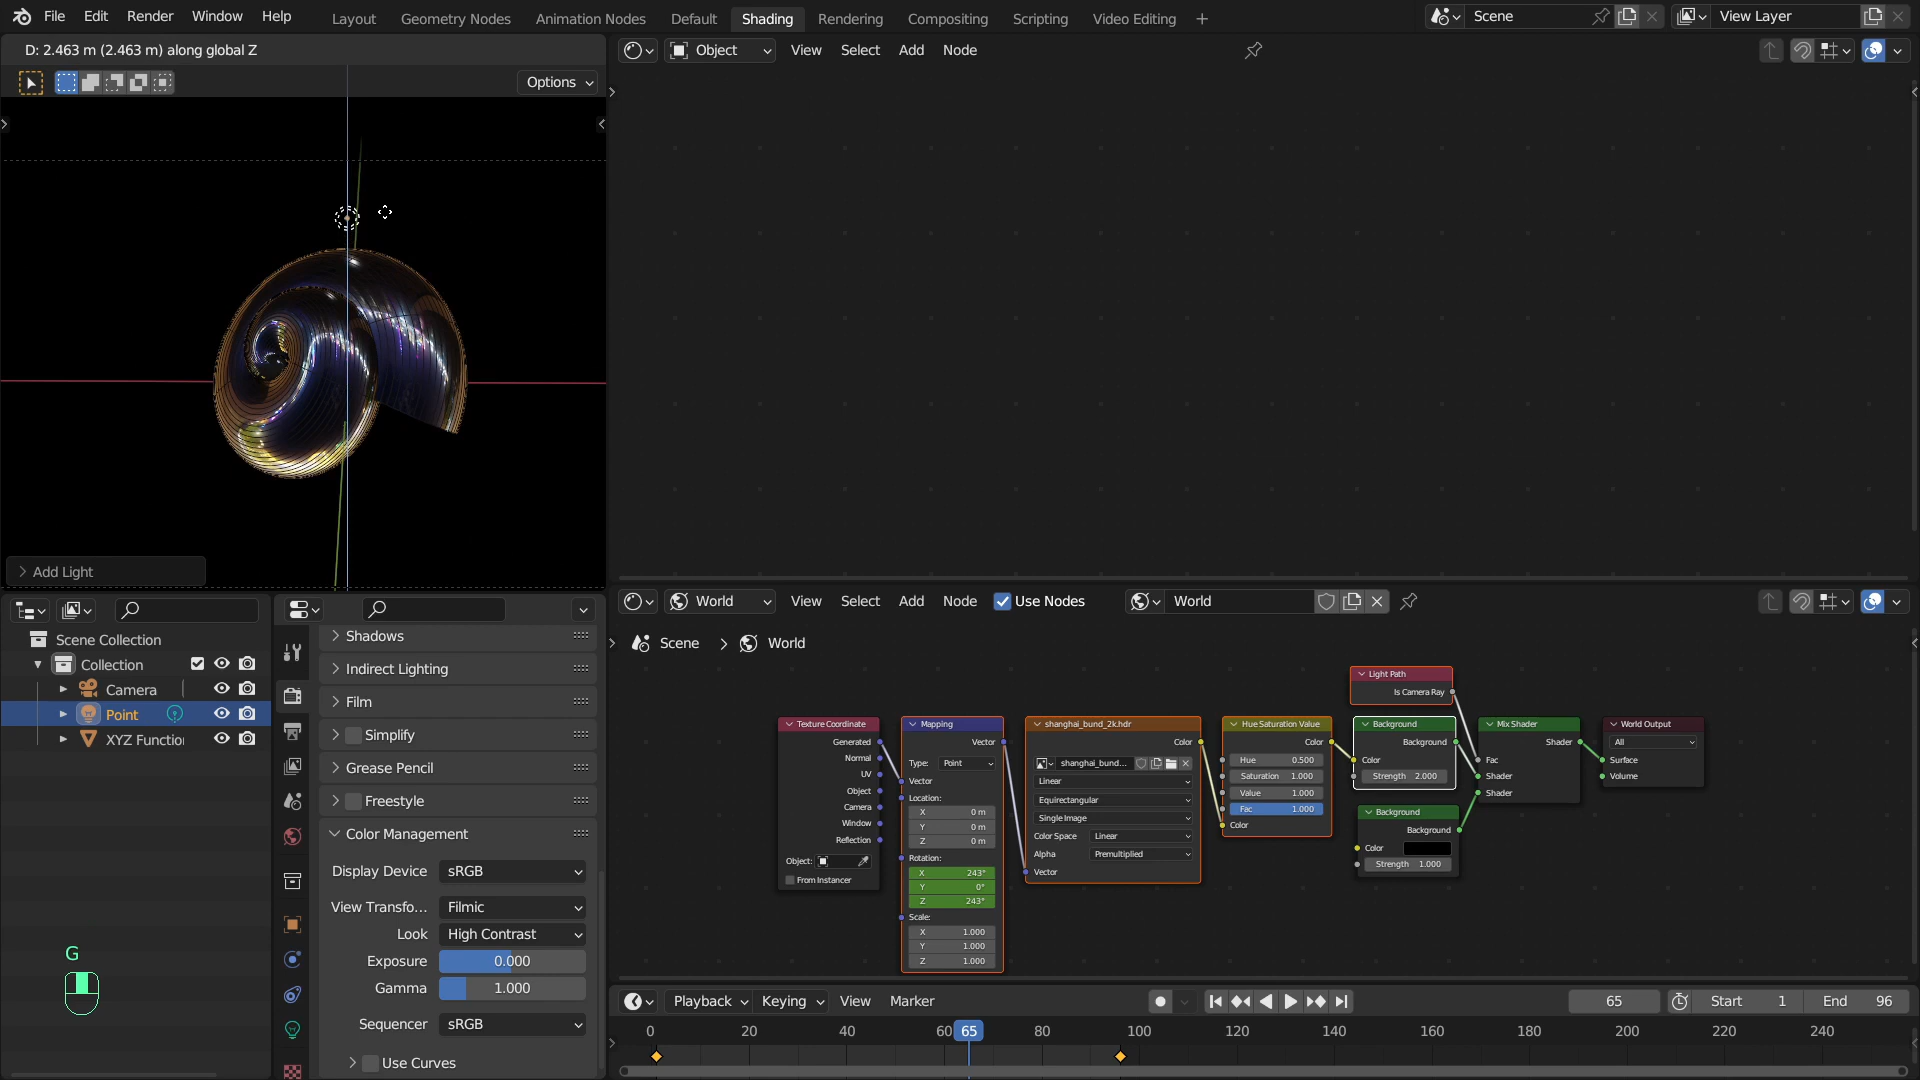 File Edit Render Window Help
Layout Geometry Nodes Animation Nodes Default Shading Rendering Compositing Scripting Video Editing +
Scene
View Layer
D: 2.463 m (2.463 m) along global Z
Options
Object View Select Add Node
Add Light
World View Select Add Node Use Nodes World
Scene > World
Scene Collection
Collection
Camera
Point
XYZ Functio
Shadows
Indirect Lighting
Film
Simplify
Grease Pencil
Freestyle
Color Management
Display Device sRGB
View Transfo... Filmic
Look High Contrast
Exposure 0.000
Gamma 1.000
Sequencer sRGB
Use Curves
G
Texture Coordinate
Generated
Normal
UV
Object
Camera
Window
Reflection
Object:
From Instancer
Mapping
Vector
Type: Point
Vector
Location:
X 0 m
Y 0 m
Z 0 m
Rotation:
X 243°
Y 0°
Z 243°
Scale:
X 1.000
Y 1.000
Z 1.000
shanghai_bund_2k.hdr
Color
shanghai_bund...
Linear
Equirectangular
Single Image
Color Space Linear
Alpha Premultiplied
Vector
Hue Saturation Value
Color
Hue 0.500
Saturation 1.000
Value 1.000
Fac 1.000
Color
Light Path
Is Camera Ray
Background
Background
Color
Strength 2.000
Background
Background
Color
Strength 1.000
Mix Shader
Shader
Fac
Shader
Shader
World Output
All
Surface
Volume
Playback Keying View Marker
65 Start 1 End 96
0 20 40 60 65 80 100 120 140 160 180 200 220 240